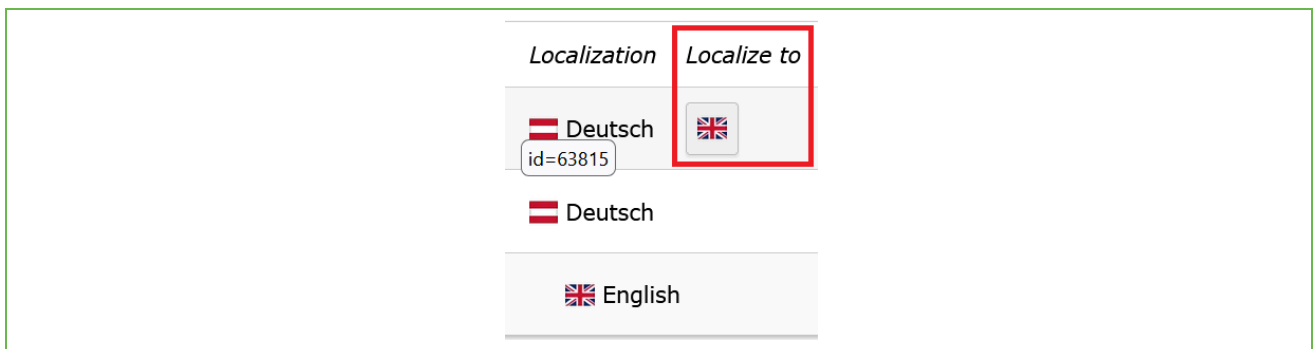 Localization Localize to
Deutsch
id=63815
Deutsch
English